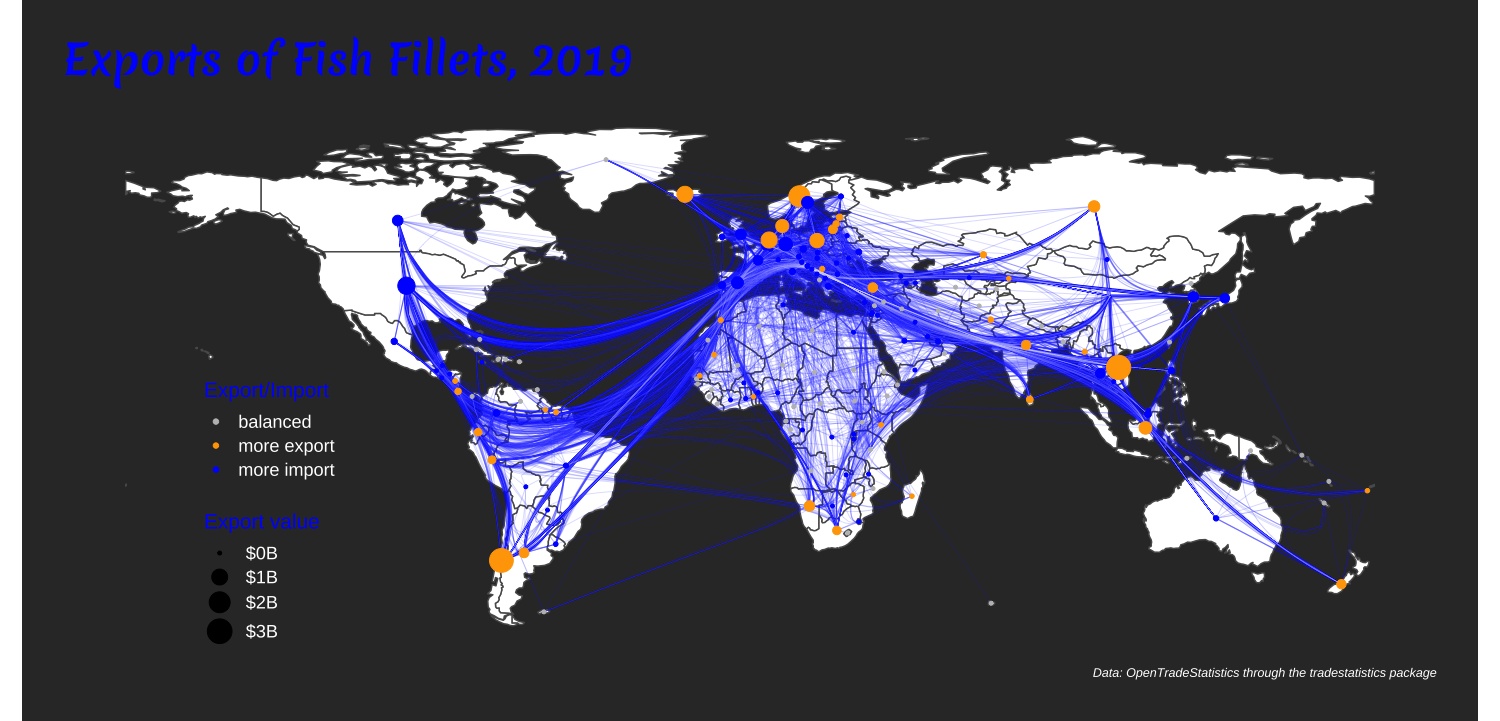 Exports of Fish Fillets, 2019
Export/Import
balanced
more export
more import
Export value
$0B
$1B
$2B
$3B
Data: OpenTradeStatistics through the tradestatistics package